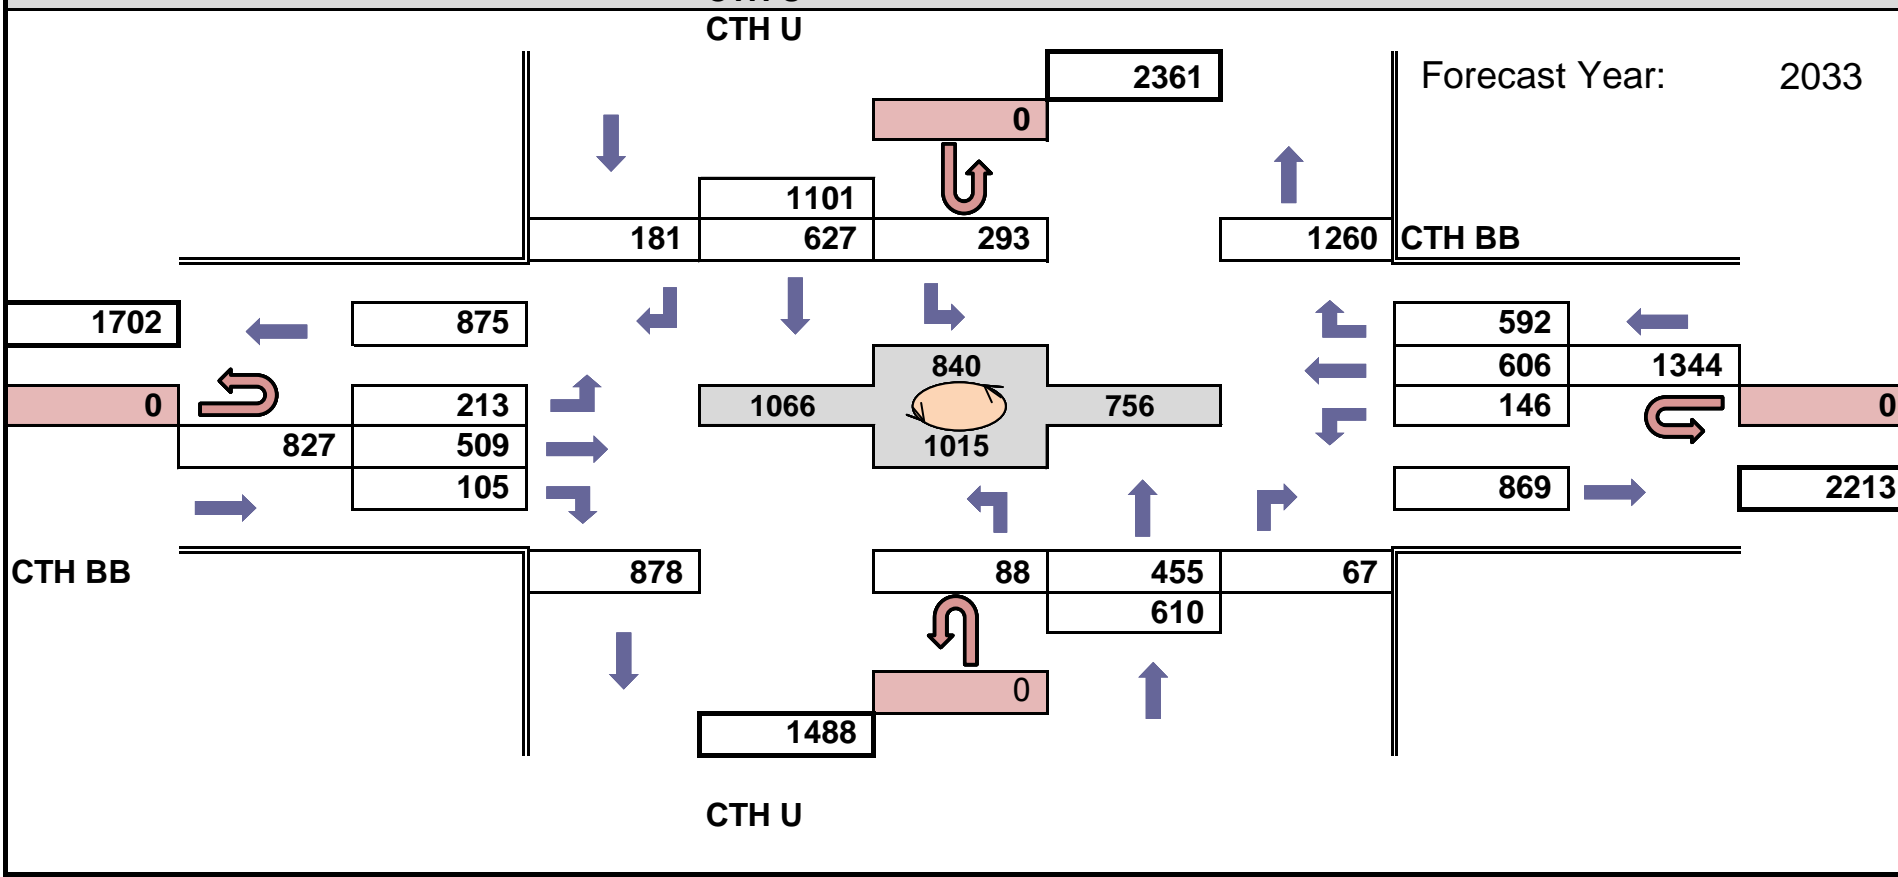 CTH U
2361
Forecast Year: 2033
0
1101
181 627 293 1260 CTH BB
1702 875 592
840
606 1344
0 213 1066 756 146 0
827 509 1015
105 869 2213
CTH BB 878 88 455 67
610
0
1488
CTH U